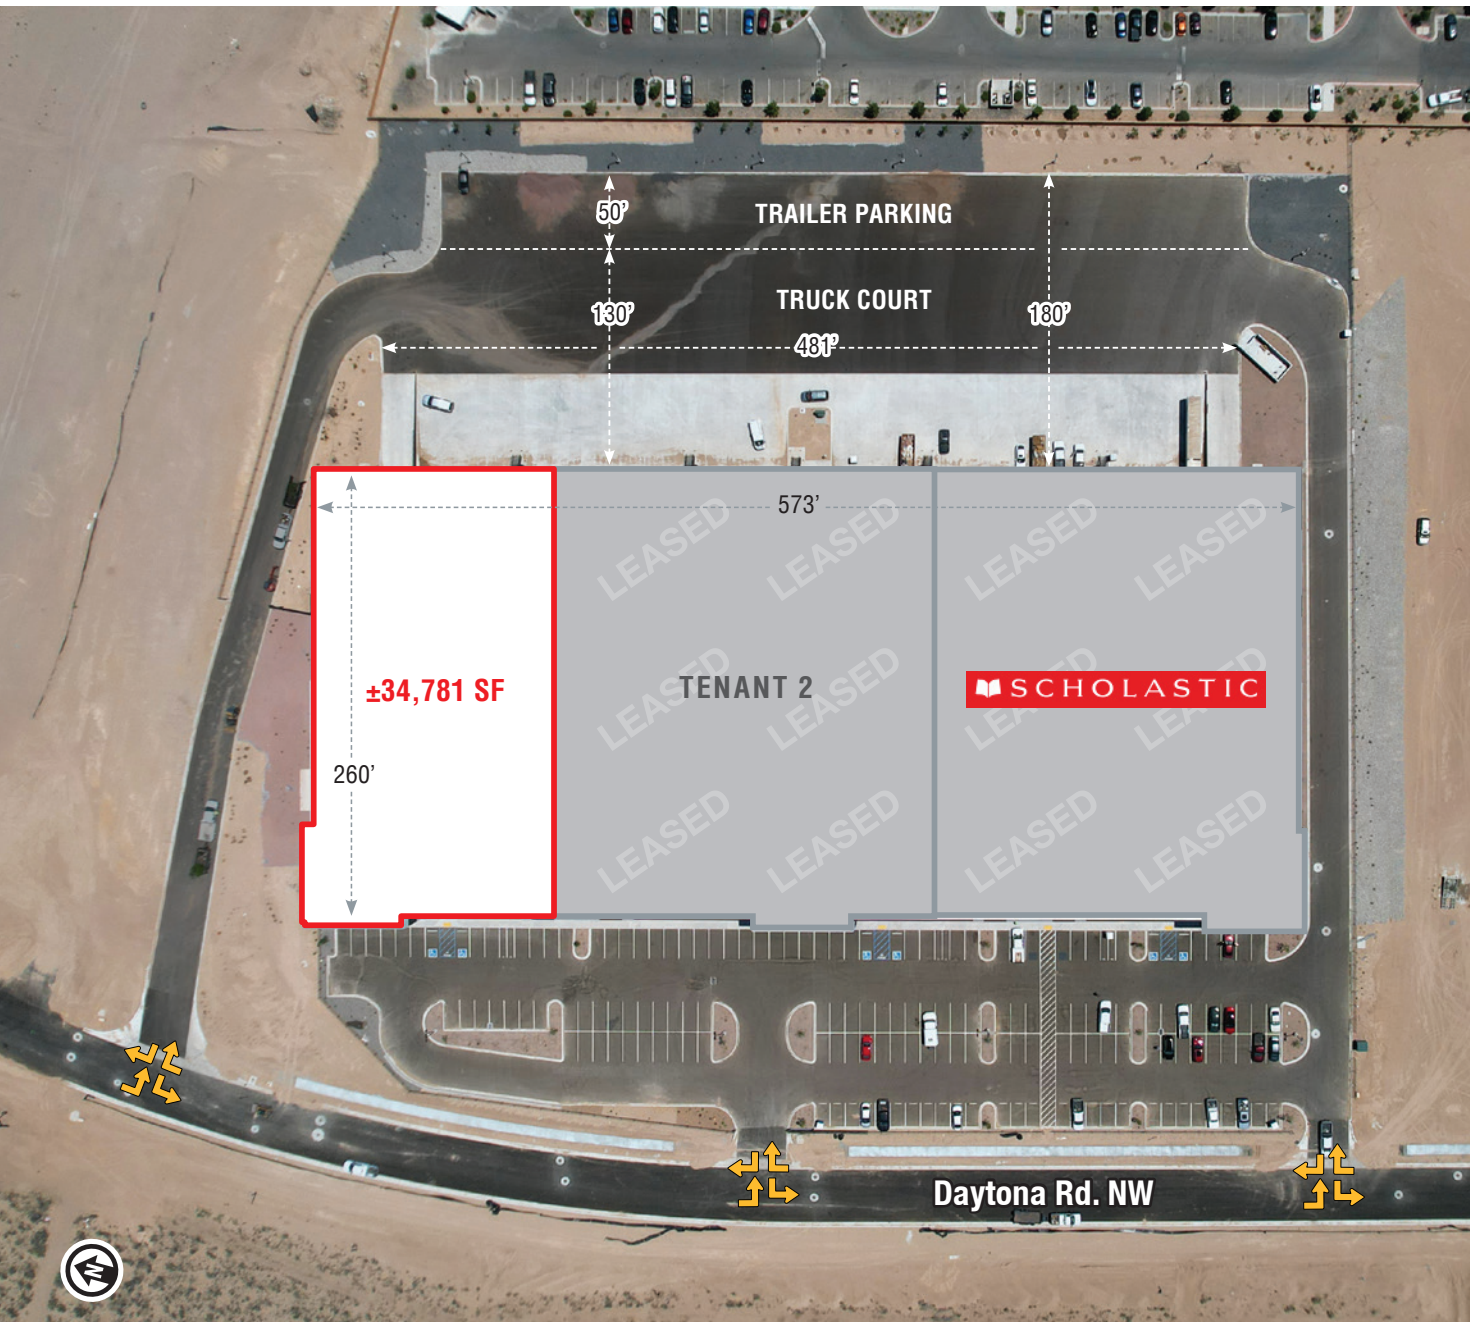 50’
TRAILER PARKING
TRUCK COURT
130’
180’
481’
573’
LEASED LEASED LEASED LEASED
±34,781 SF
TENANT 2
SCHOLASTIC
LEASED LEASED LEASED LEASED
260’
LEASED LEASED LEASED LEASED
Daytona Rd. NW
N